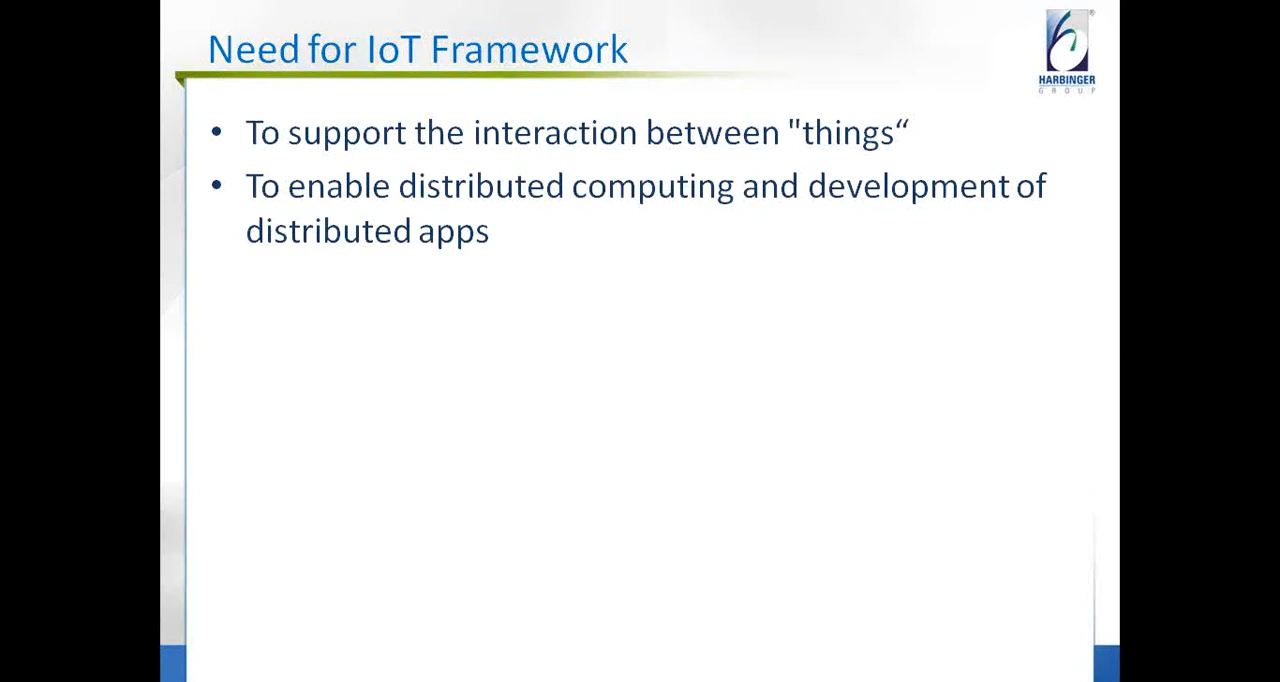 Need for IoT Framework
®
HARBINGER
GROUP
• To support the interaction between "things“
• To enable distributed computing and development of
distributed apps